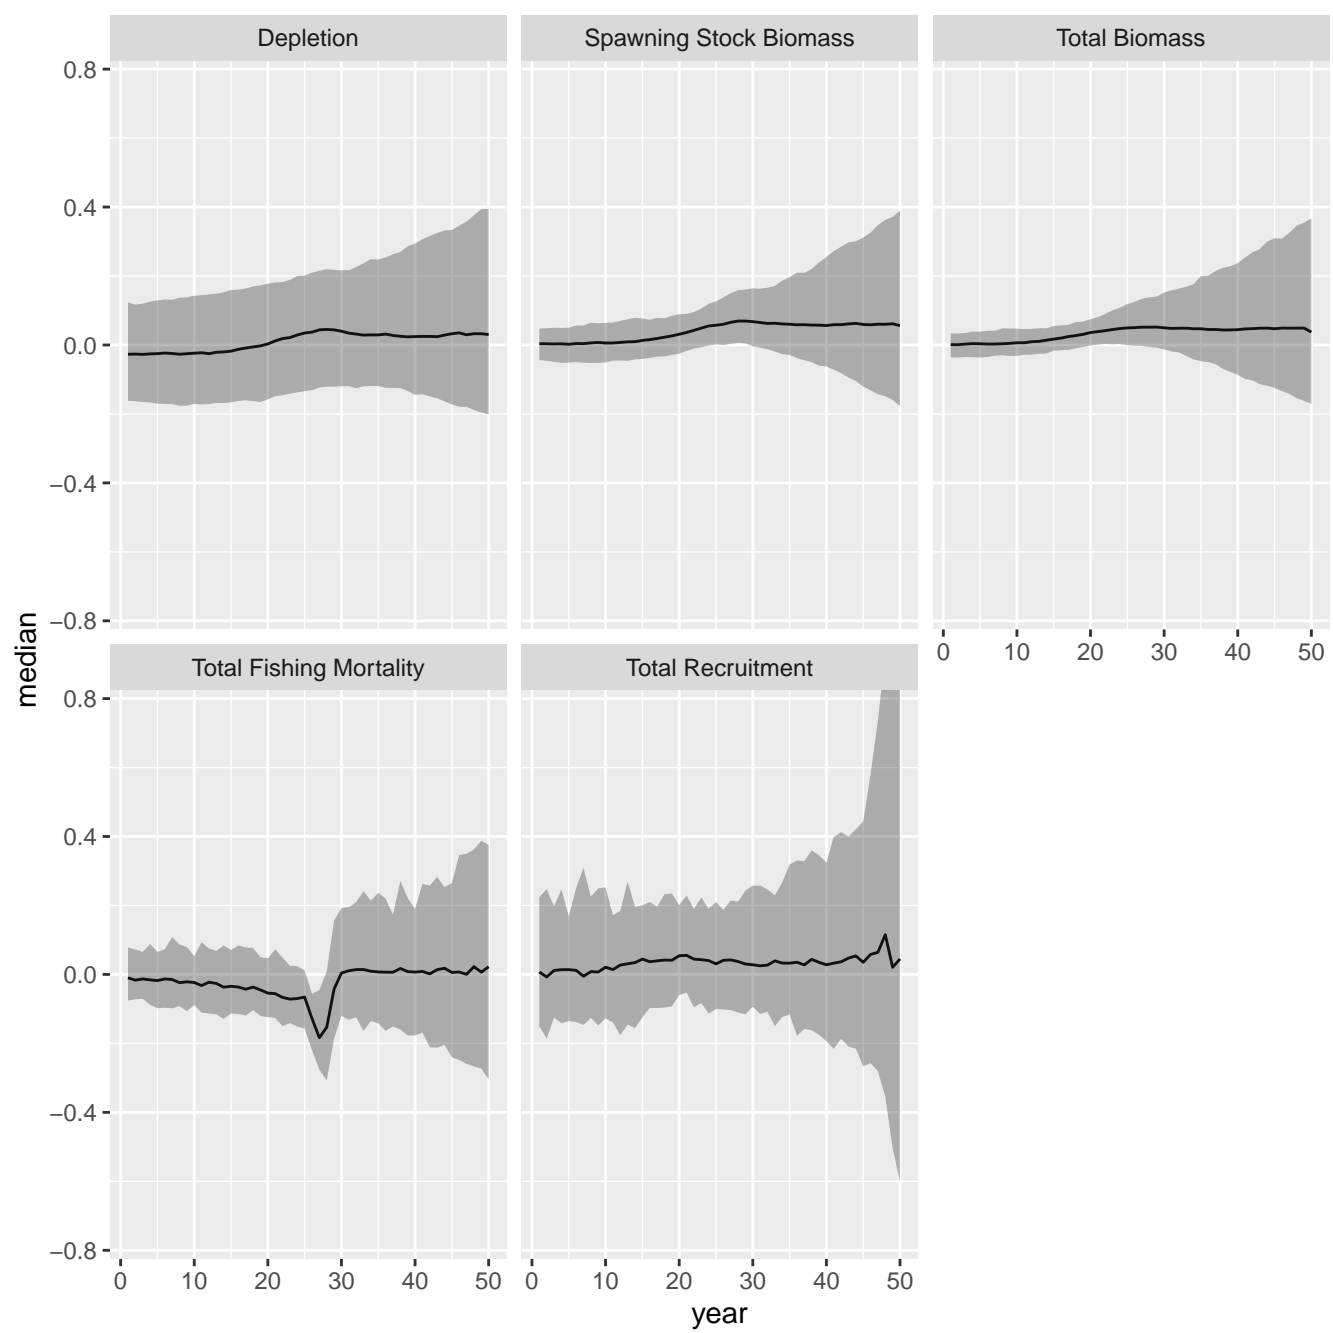 Depletion
Spawning Stock Biomass
Total Biomass
0.8
0.4
0.0
−0.4
−0.8
0 10 20 30 40 50
Total Fishing Mortality
Total Recruitment
0.8
0.4
0.0
−0.4
−0.8
0 10 20 30 40 50
0 10 20 30 40 50
median
year